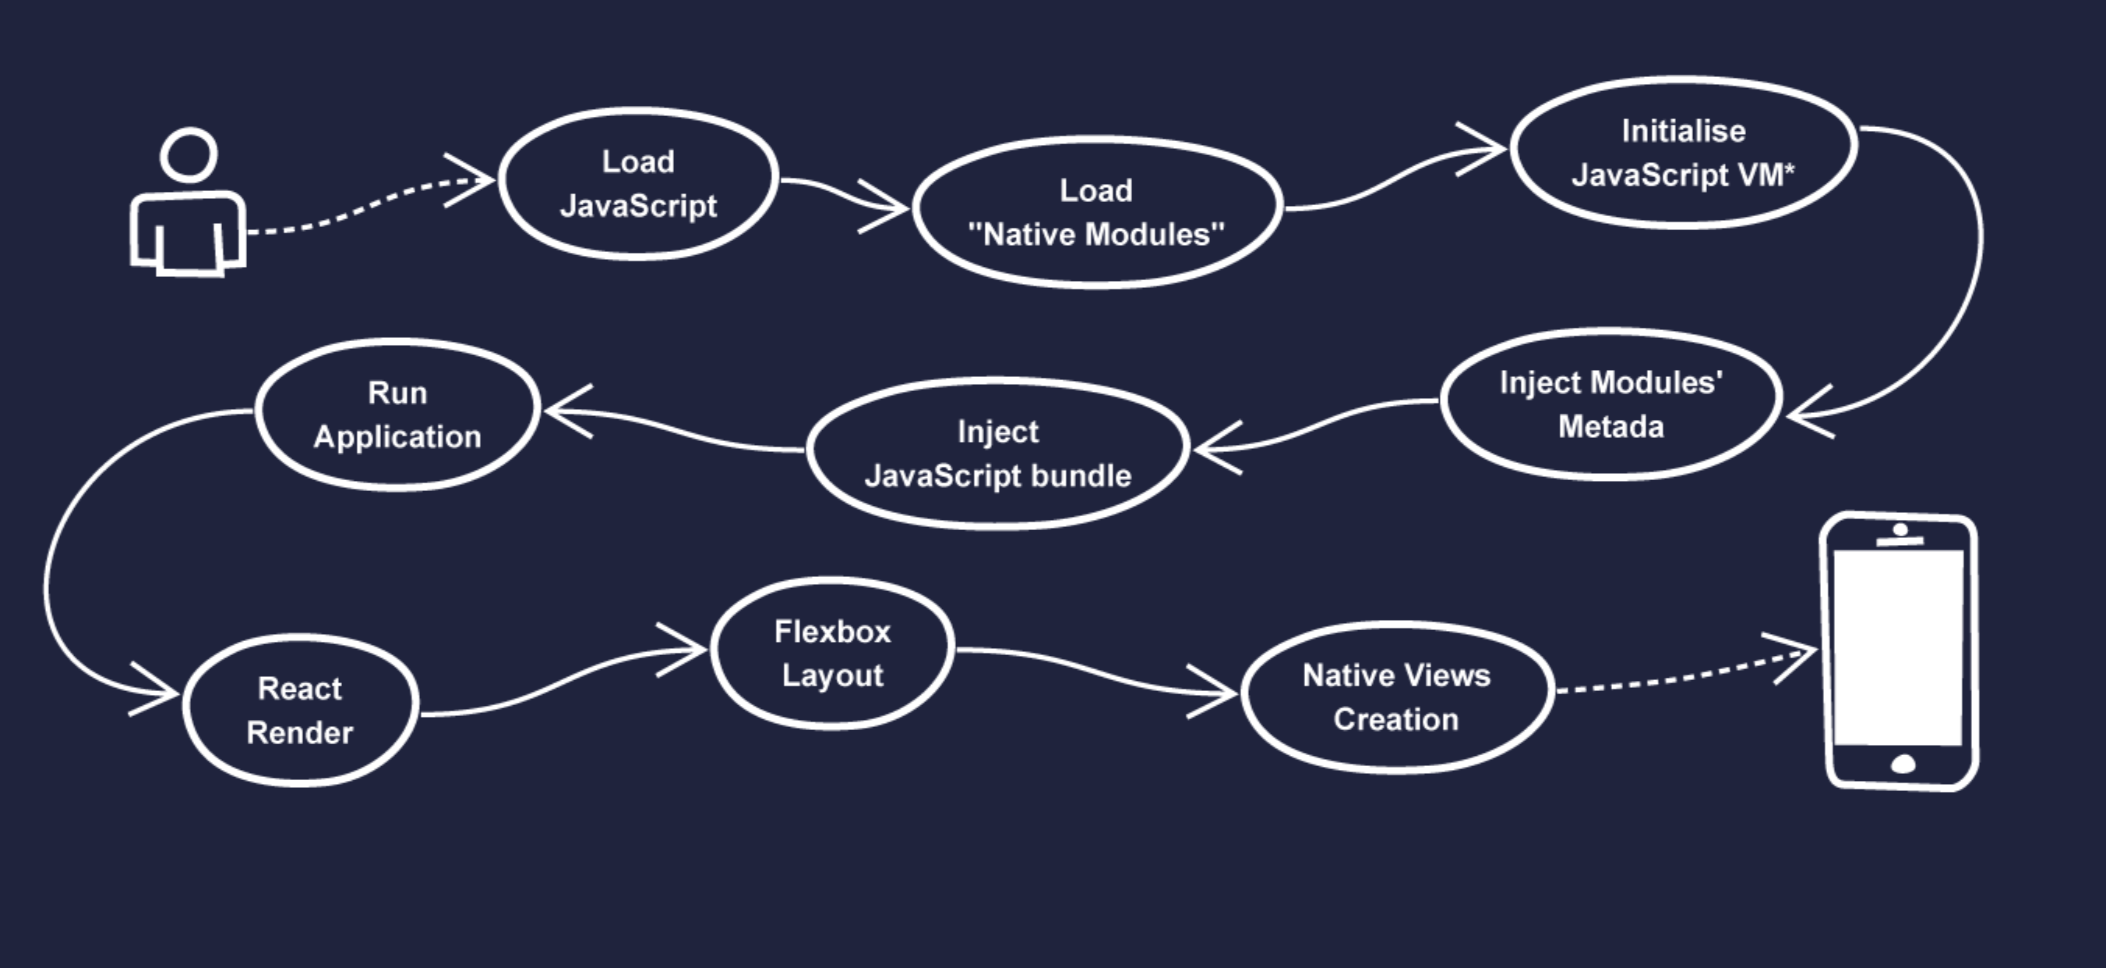 Load
JavaScript
Load
"Native Modules"
Initialise
JavaScript VM*
Inject Modules'
Metada
Inject
JavaScript bundle
Run
Application
React
Render
Flexbox
Layout
Native Views
Creation